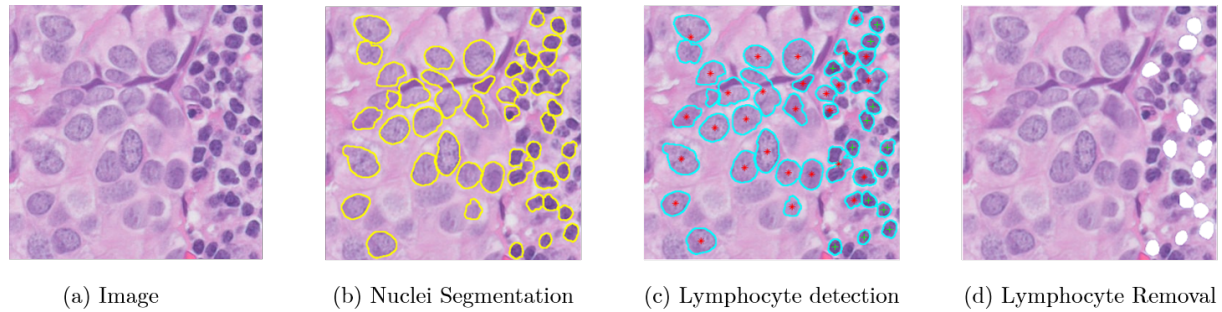 (a) Image
(b) Nuclei Segmentation
(c) Lymphocyte detection
(d) Lymphocyte Removal